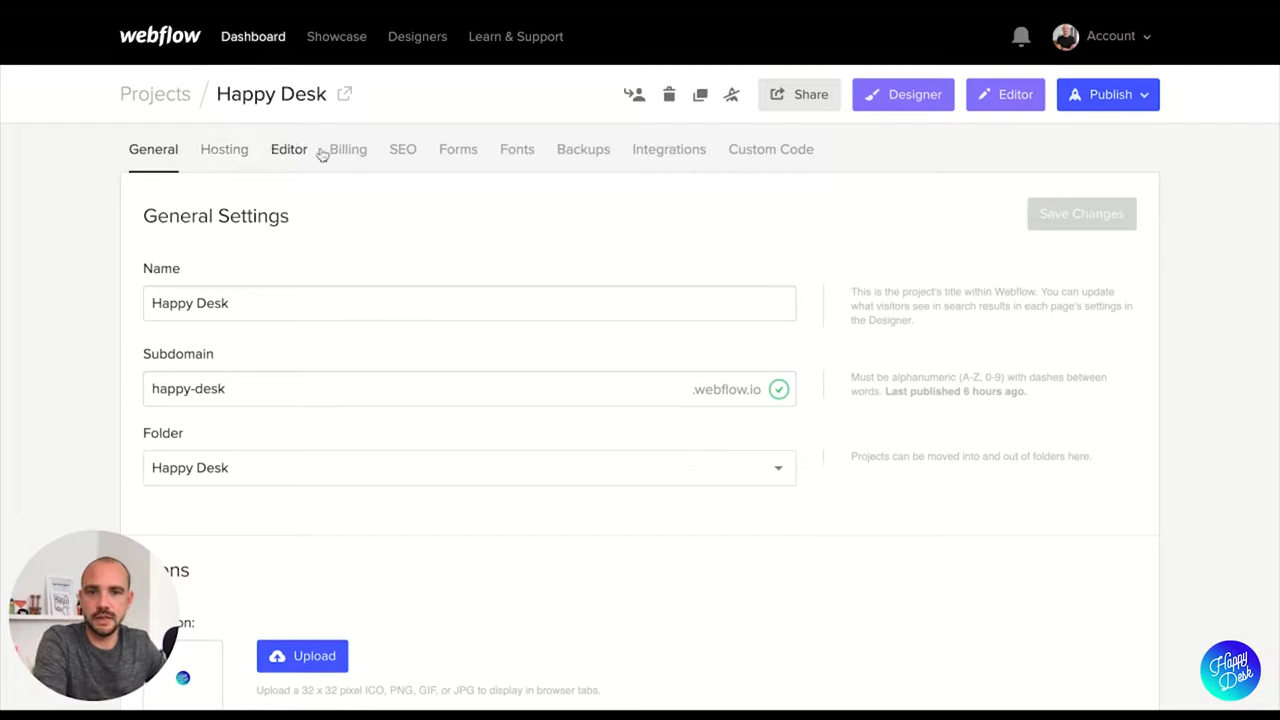 webflow Dashboard Showcase Designers Learn & Support Account
Projects / Happy Desk Share Designer Editor Publish
General Hosting Editor Billing SEO Forms Fonts Backups Integrations Custom Code
General Settings Save Changes
Name
Happy Desk
This is the project's title within Webflow. You can update
what visitors see in search results in each page's settings in
the Designer.
Subdomain
happy-desk .webflow.io
Must be alphanumeric (A-Z, 0-9) with dashes between
words. Last published 6 hours ago.
Folder
Happy Desk
Projects can be moved into and out of folders here.
ons
on:
Upload
Upload a 32 x 32 pixel ICO, PNG, GIF, or JPG to display in browser tabs.
Happy
Desk